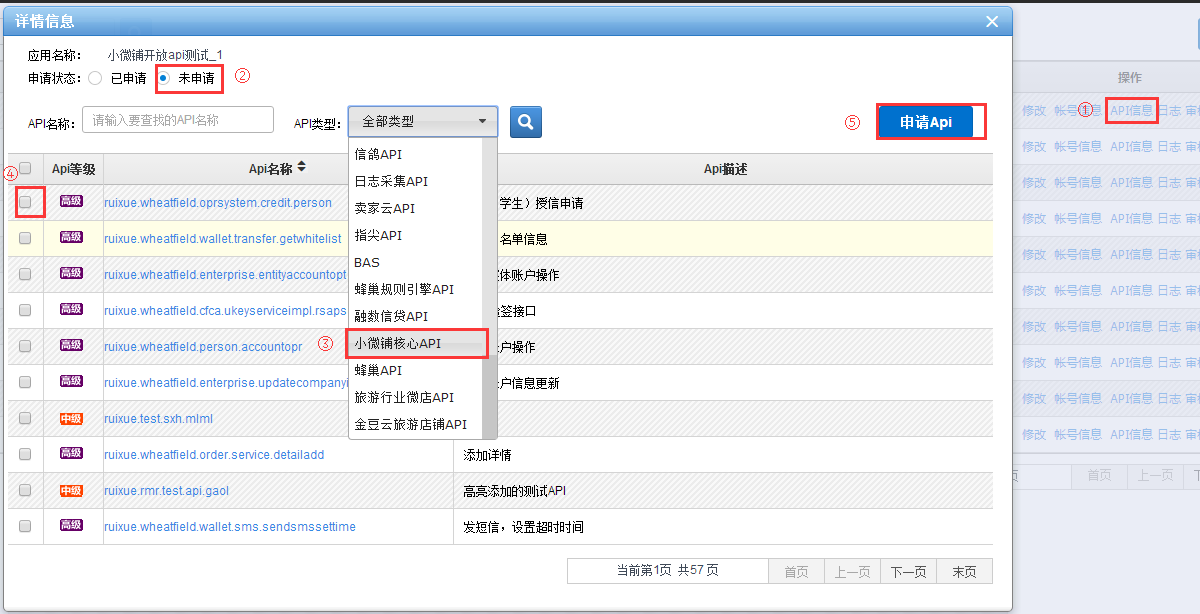 详情信息
应用名称： 小微铺开放api测试_1
申请状态： 已申请 未申请 ②
API名称： 请输入要查找的API名称 API类型： 全部类型 ⑤ 申请Api
信鸽API
日志采集API
卖家云API
指尖API
BAS
蜂巢规则引擎API
融数信贷API
③ 小微铺核心API
蜂巢API
旅游行业微店API
金豆云旅游店铺API
④ Api等级 Api名称 Api描述
高级 ruixue.wheatfield.oprsystem.credit.person 学生）授信申请
高级 ruixue.wheatfield.wallet.transfer.getwhitelist 名单信息
高级 ruixue.wheatfield.enterprise.entityaccountopt 体账户操作
高级 ruixue.wheatfield.cfca.ukeyserviceimpl.rsaps 签接口
高级 ruixue.wheatfield.person.accountopr 户操作
高级 ruixue.wheatfield.enterprise.updatecompanyi 户信息更新
中级 ruixue.test.sxh.mlml
高级 ruixue.wheatfield.order.service.detailadd 添加详情
中级 ruixue.rmr.test.api.gaol 高亮添加的测试API
高级 ruixue.wheatfield.wallet.sms.sendsmssettime 发短信，设置超时时间
当前第1页 共57页 首页 上一页 下一页 末页
操作
修改 帐号信息 ① API信息 日志 审
修改 帐号信息 API信息 日志 审
修改 帐号信息 API信息 日志 审
修改 帐号信息 API信息 日志 审
修改 帐号信息 API信息 日志 审
修改 帐号信息 API信息 日志 审
修改 帐号信息 API信息 日志 审
修改 帐号信息 API信息 日志 审
修改 帐号信息 API信息 日志 审
修改 帐号信息 API信息 日志 审
页 首页 上一页 下